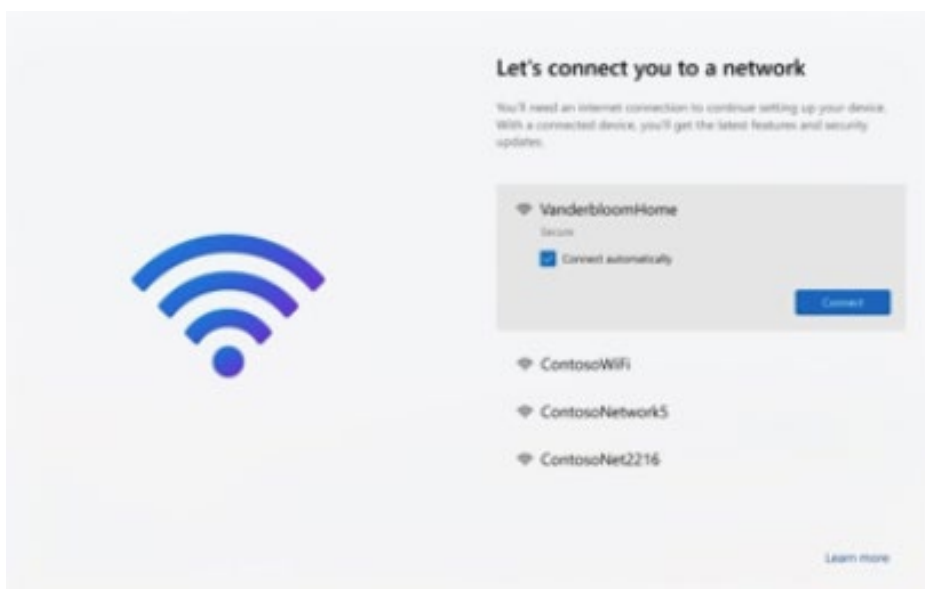 Let's connect you to a network
You'll need an internet connection to continue setting up your device.
With a connected device, you'll get the latest features and security
updates.
VanderbloomHome
Secure
Connect automatically
Connect
ContosoWiFi
ContosoNetwork5
ContosoNet2216
Learn more